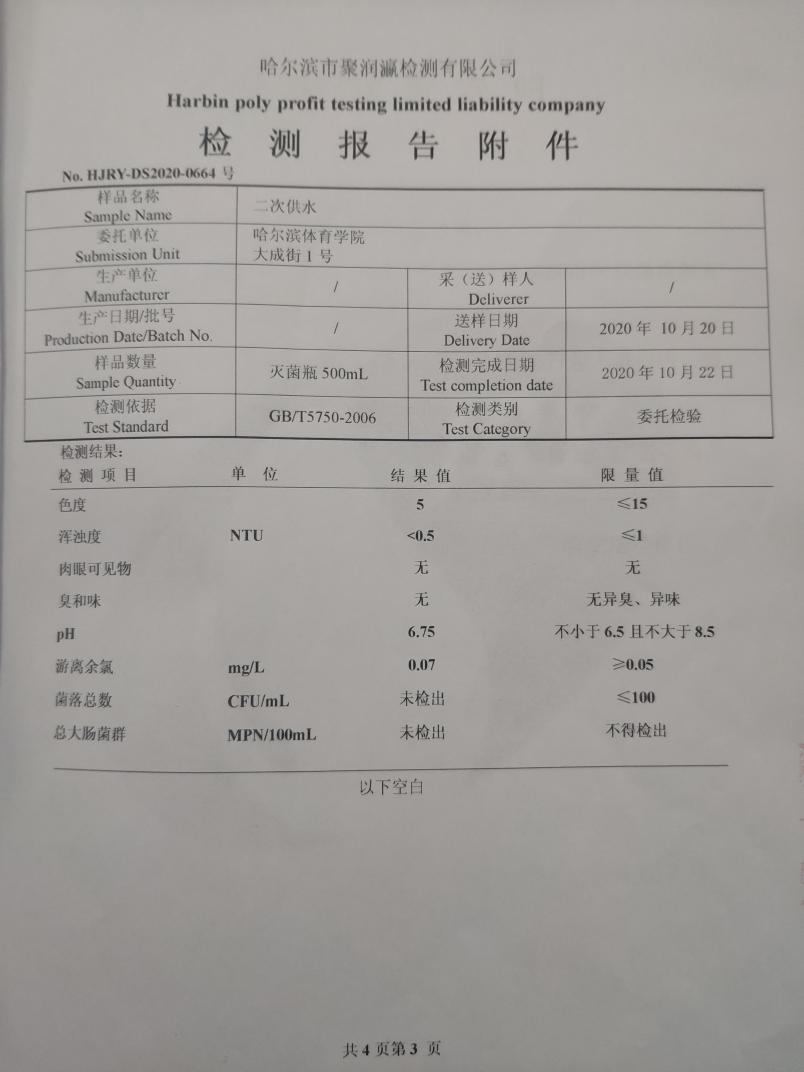 哈尔滨市聚润瀛检测有限公司
Harbin poly profit testing limited liability company
检 测 报 告 附 件
No. HJRY-DS2020-0664 号
样品名称 二次供水
Sample Name
委托单位 哈尔滨体育学院
Submission Unit 大成街 1 号
生产单位 / 采（送）样人 /
Manufacturer Deliverer
生产日期/批号 / 送样日期 2020 年 10 月 20 日
Production Date/Batch No. Delivery Date
样品数量 灭菌瓶 500mL 检测完成日期 2020 年 10 月 22 日
Sample Quantity Test completion date
检测依据 GB/T5750-2006 检测类别 委托检验
Test Standard Test Category
检测结果：
检 测 项 目 单 位 结 果 值 限 量 值
色度 5 ≤15
浑浊度 NTU <0.5 ≤1
肉眼可见物 无 无
臭和味 无 无异臭、异味
pH 6.75 不小于 6.5 且不大于 8.5
游离余氯 mg/L 0.07 ≥0.05
菌落总数 CFU/mL 未检出 ≤100
总大肠菌群 MPN/100mL 未检出 不得检出
以下空白
共 4 页第 3 页